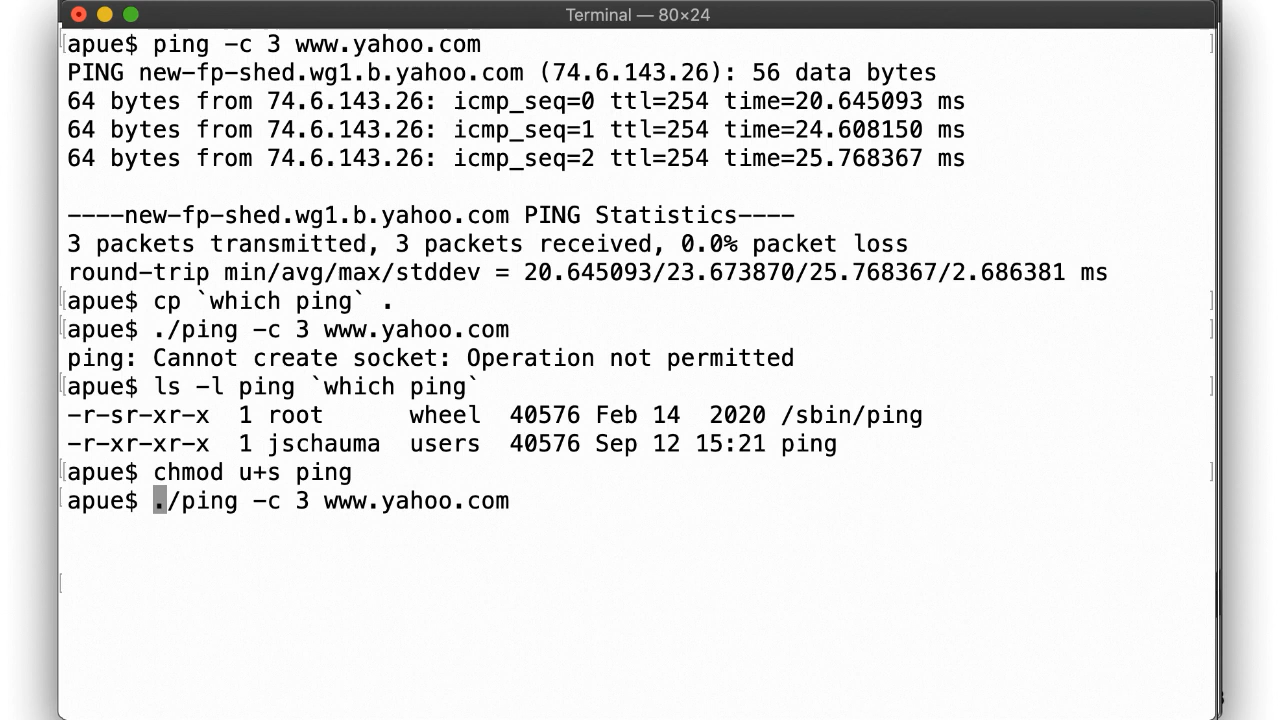 Terminal — 80×24
apue$ ping -c 3 www.yahoo.com
PING new-fp-shed.wg1.b.yahoo.com (74.6.143.26): 56 data bytes
64 bytes from 74.6.143.26: icmp_seq=0 ttl=254 time=20.645093 ms
64 bytes from 74.6.143.26: icmp_seq=1 ttl=254 time=24.608150 ms
64 bytes from 74.6.143.26: icmp_seq=2 ttl=254 time=25.768367 ms
----new-fp-shed.wg1.b.yahoo.com PING Statistics----
3 packets transmitted, 3 packets received, 0.0% packet loss
round-trip min/avg/max/stddev = 20.645093/23.673870/25.768367/2.686381 ms
apue$ cp `which ping` .
apue$ ./ping -c 3 www.yahoo.com
ping: Cannot create socket: Operation not permitted
apue$ ls -l ping `which ping`
-r-sr-xr-x  1 root      wheel  40576 Feb 14  2020 /sbin/ping
-r-xr-xr-x  1 jschauma  users  40576 Sep 12 15:21 ping
apue$ chmod u+s ping
apue$ ./ping -c 3 www.yahoo.com